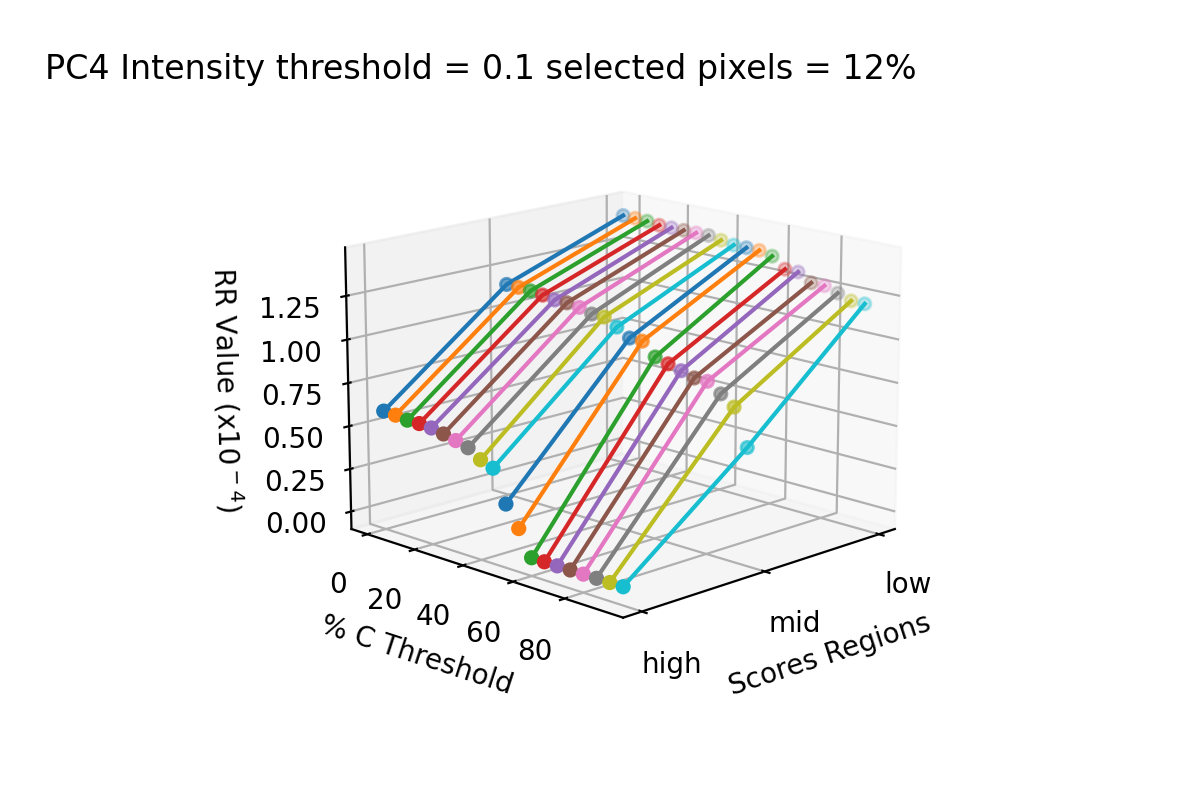 PC4 Intensity threshold = 0.1 selected pixels = 12%
RR Value (x10⁻⁴)
1.25
1.00
0.75
0.50
0.25
0.00
0
20
40
60
80
% C Threshold
high
mid
low
Scores Regions